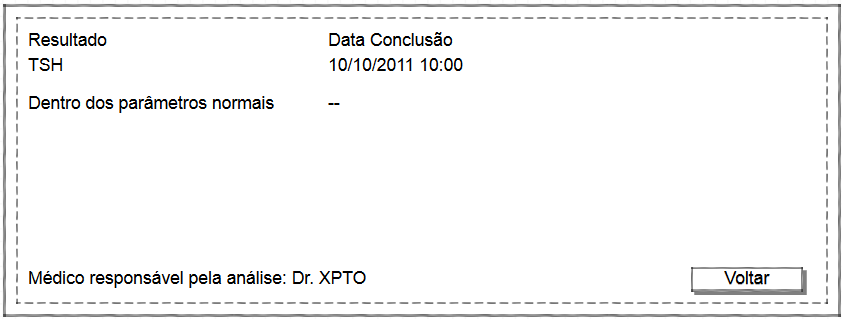 Resultado Data Conclusão
TSH 10/10/2011 10:00
Dentro dos parâmetros normais --
Médico responsável pela análise: Dr. XPTO Voltar